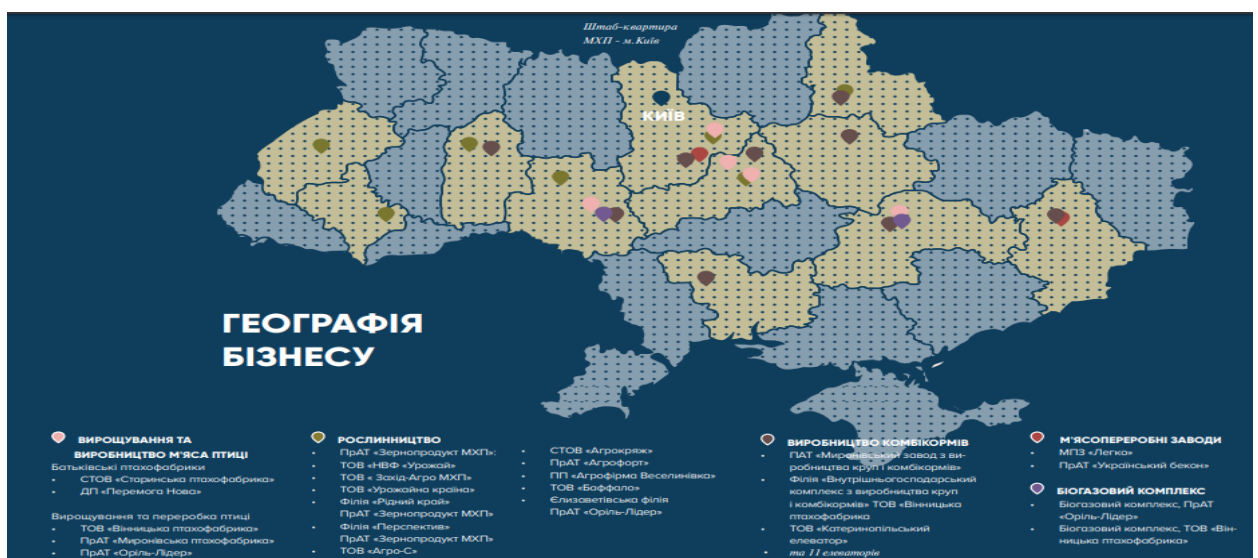 Штаб-квартира
МХП - м.Київ
КИЇВ
ГЕОГРАФІЯ
БІЗНЕСУ
ВИРОЩУВАННЯ ТА
ВИРОБНИЦТВО М'ЯСА ПТИЦІ
Батьківські птахофабрики
• СТОВ «Старинська птахофабрика»
• ДП «Перемога Нова»
Вирощування та переробка птиці
• ТОВ «Вінницька птахофабрика»
• ПрАТ «Миронівська птахофабрика»
• ПрАТ «Оріль-Лідер»
РОСЛИННИЦТВО
• ПрАТ «Зернопродукт МХП»:
• ТОВ «НВФ «Урожай»
• ТОВ « Захід-Агро МХП»
• ТОВ «Урожайна країна»
• Філія «Рідний край»
ПрАТ «Зернопродукт МХП»
• Філія «Перспектив»
ПрАТ «Зернопродукт МХП»
• ТОВ «Агро-С»
• СТОВ «Агрокряж»
• ПрАТ «Агрофорт»
• ПП «Агрофірма Веселинівка»
• ТОВ «Баффало»
• Єлизаветівська філія
ПрАТ «Оріль-Лідер»
ВИРОБНИЦТВО КОМБІКОРМІВ
• ПАТ «Миронівський завод з ви-
робництва круп і комбікормів»
• Філія «Внутрішньогосподарський
комплекс з виробництва круп
і комбікормів» ТОВ «Вінницька
птахофабрика
• ТОВ «Катеринопільський
елеватор»
• та 11 елеваторів
М'ЯСОПЕРЕРОБНІ ЗАВОДИ
• МПЗ «Легко»
• ПрАТ «Український бекон»
БІОГАЗОВИЙ КОМПЛЕКС
• Біогазовий комплекс, ПрАТ
«Оріль-Лідер»
• Біогазовий комплекс, ТОВ «Він-
ницька птахофабрика»